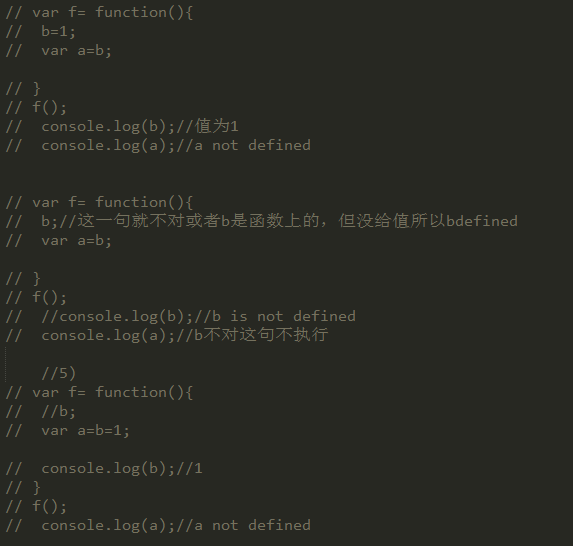 // var f= function(){
//  b=1;
//  var a=b;
// }
// f();
//  console.log(b);//值为1
//  console.log(a);//a not defined
// var f= function(){
//  b;//这一句就不对或者b是函数上的，但没给值所以bdefined
//  var a=b;
// }
// f();
//  //console.log(b);//b is not defined
//  console.log(a);//b不对这句不执行
//5)
// var f= function(){
//  //b;
//  var a=b=1;
//  console.log(b);//1
// }
// f();
//  console.log(a);//a not defined